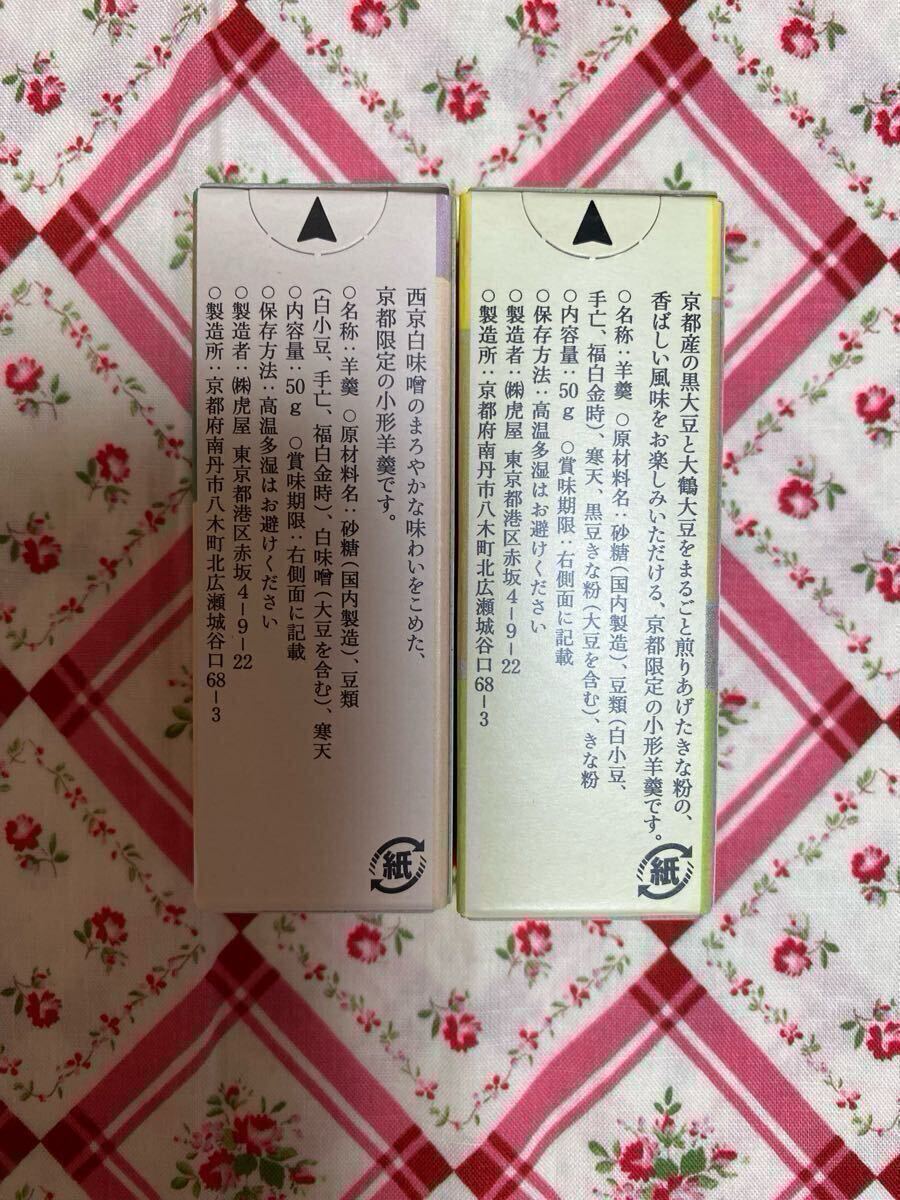 西京白味噌のまろやかな味わいをこめた、
京都限定の小形羊羹です。
○名称：羊羹 ○原材料名：砂糖（国内製造）、豆類
（白小豆、手亡、福白金時）、白味噌（大豆を含む）、寒天
○内容量：50g ○賞味期限：右側面に記載
○保存方法：高温多湿はお避けください
○製造者：㈱虎屋 東京都港区赤坂4-9-22
○製造所：京都府南丹市八木町北広瀬城谷口68-3
紙
京都産の黒大豆と大鶴大豆をまるごと煎りあげたきな粉の、
香ばしい風味をお楽しみいただける、京都限定の小形羊羹です。
○名称：羊羹 ○原材料名：砂糖（国内製造）、豆類（白小豆、
手亡、福白金時）、寒天、黒豆きな粉（大豆を含む）、きな粉
○内容量：50g ○賞味期限：右側面に記載
○保存方法：高温多湿はお避けください
○製造者：㈱虎屋 東京都港区赤坂4-9-22
○製造所：京都府南丹市八木町北広瀬城谷口68-3
紙